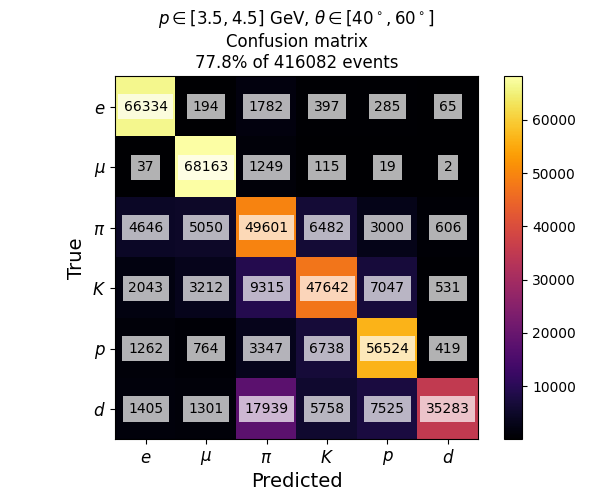 p ∈ [3.5, 4.5] GeV, θ ∈ [40°, 60°]
Confusion matrix
77.8% of 416082 events
e 66334 194 1782 397 285 65
μ 37 68163 1249 115 19 2
π 4646 5050 49601 6482 3000 606
K 2043 3212 9315 47642 7047 531
p 1262 764 3347 6738 56524 419
d 1405 1301 17939 5758 7525 35283
e μ π K p d
True
Predicted
60000
50000
40000
30000
20000
10000